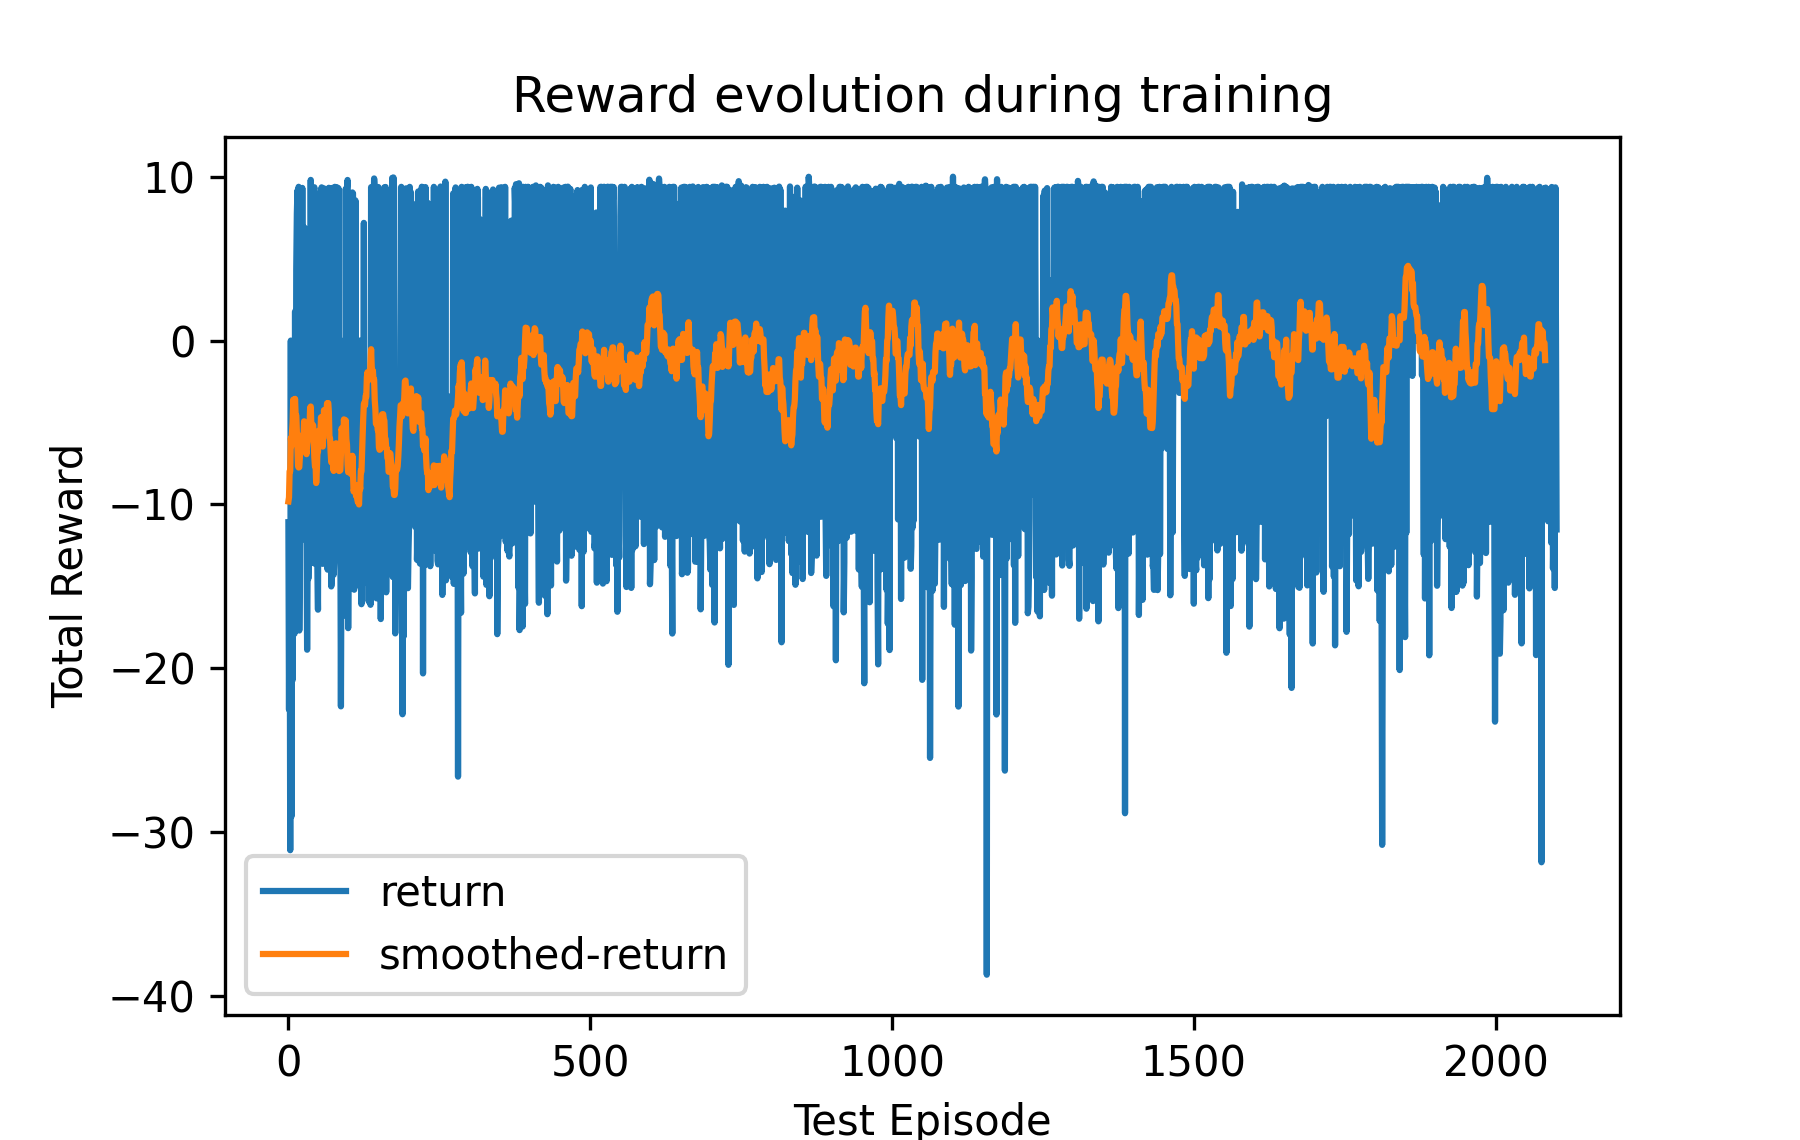 Reward evolution during training
10
0
−10
−20
−30
−40
Total Reward
return
smoothed-return
0 500 1000 1500 2000
Test Episode